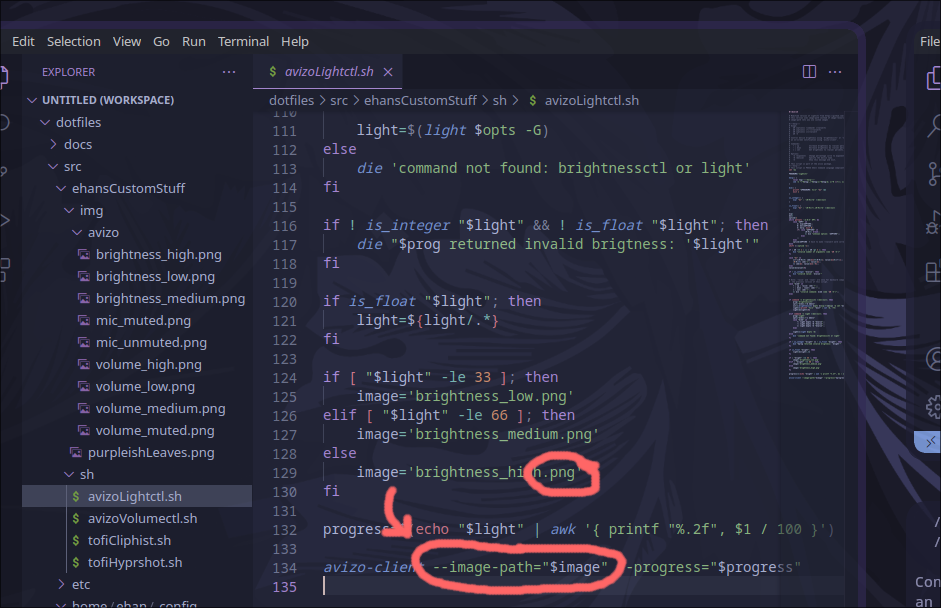 Edit Selection View Go Run Terminal Help
File
EXPLORER ···
$ avizoLightctl.sh ×
UNTITLED (WORKSPACE)
dotfiles > src > ehansCustomStuff > sh > $ avizoLightctl.sh
dotfiles
docs
src
ehansCustomStuff
img
avizo
brightness_high.png
brightness_low.png
brightness_medium.png
mic_muted.png
mic_unmuted.png
volume_high.png
volume_low.png
volume_medium.png
volume_muted.png
purpleishLeaves.png
sh
$ avizoLightctl.sh
$ avizoVolumectl.sh
$ tofiCliphist.sh
$ tofiHyprshot.sh
etc
home / ehan / .config
110
111 light=$(light $opts -G)
112 else
113 die 'command not found: brightnessctl or light'
114 fi
115
116 if ! is_integer "$light" && ! is_float "$light"; then
117 die "$prog returned invalid brigtness: '$light'"
118 fi
119
120 if is_float "$light"; then
121 light=${light/.*}
122 fi
123
124 if [ "$light" -le 33 ]; then
125 image='brightness_low.png'
126 elif [ "$light" -le 66 ]; then
127 image='brightness_medium.png'
128 else
129 image='brightness_high.png'
130 fi
131
132 progress echo "$light" | awk '{ printf "%.2f", $1 / 100 }')
133
134 avizo-client --image-path="$image" --progress="$progress"
135
Con
an